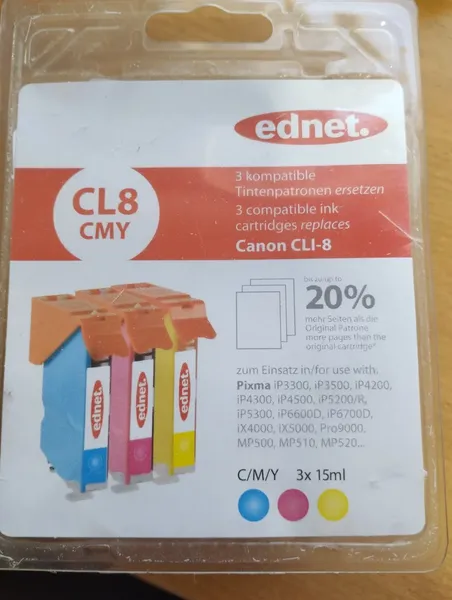 ednet.
CL8
CMY
3 kompatible
Tintenpatronen ersetzen
3 compatible ink
cartridges replaces
Canon CLI-8
bis zu/up to
20%
mehr Seiten als die
Original Patrone
more pages than the
original cartridge*
zum Einsatz in/for use with:
Pixma iP3300, iP3500, iP4200,
iP4300, iP4500, iP5200/R,
iP5300, iP6600D, iP6700D,
iX4000, iX5000, Pro9000,
MP500, MP510, MP520...
C/M/Y 3x 15ml
ednet.
ednet.
ednet.